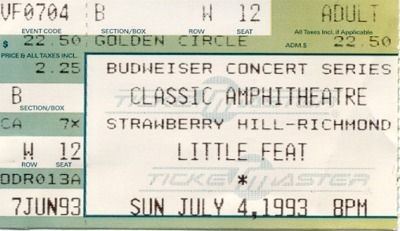 VF0704 B W 12 ADULT
EVENT CODE SECTION/BOX ROW SEAT All Taxes Incl. if Applicable
$ 22.50 GOLDEN CIRCLE ADM.$ 22.50
PRICE & ALL TAXES INCL.
2.25 BUDWEISER CONCERT SERIES
B CLASSIC AMPHITHEATRE
SECTION/BOX
CA 7X STRAWBERRY HILL-RICHMOND
W 12 LITTLE FEAT
ROW SEAT
DDR013A *
TICKETMASTER
7JUN93 SUN JULY 4,1993 8PM